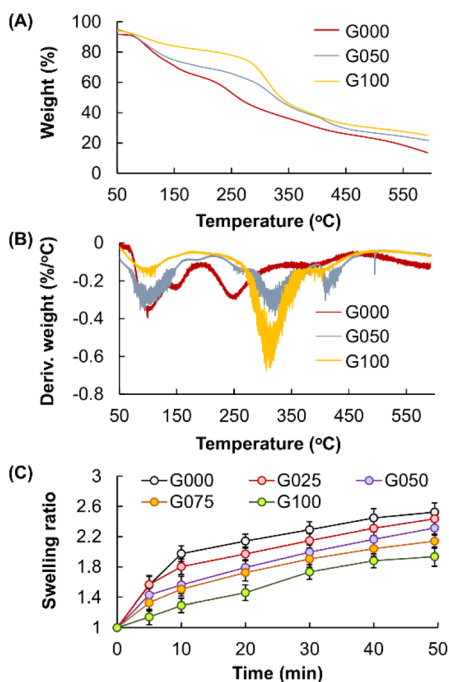 (A)
100
80
60
40
20
0
Weight (%)
G000
G050
G100
50 150 250 350 450 550
Temperature (°C)
(B)
0
-0.2
-0.4
-0.6
-0.8
Deriv. weight (%/°C)
G000
G050
G100
50 150 250 350 450 550
Temperature (°C)
(C)
3
2.6
2.2
1.8
1.4
1
Swelling ratio
G000 G025 G050
G075 G100
0 10 20 30 40 50
Time (min)